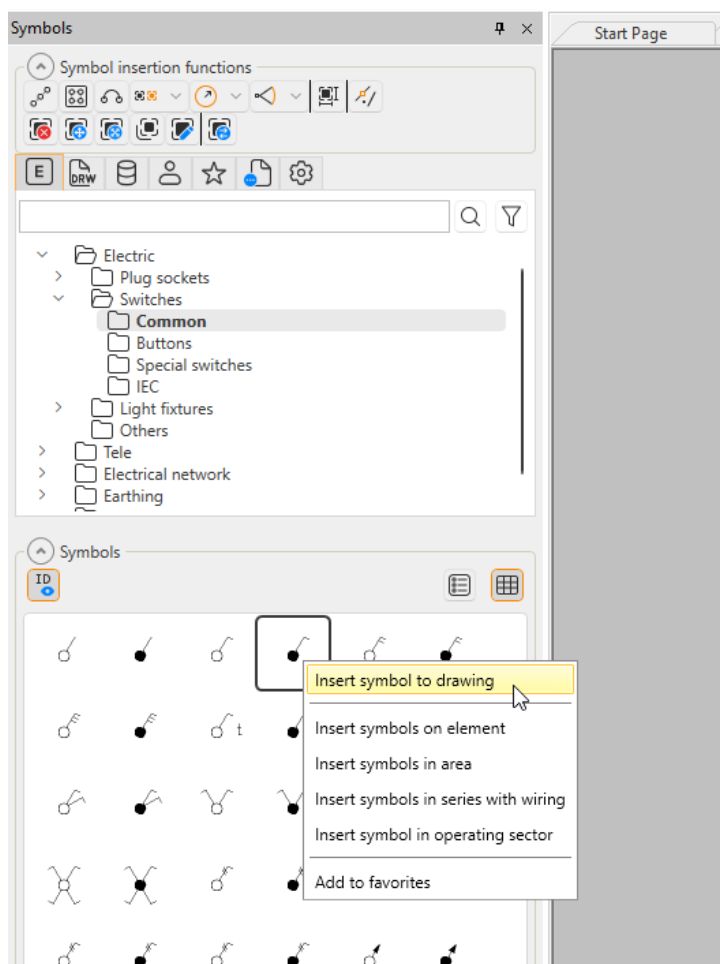 Symbols
Start Page
Symbol insertion functions
E
DRW
Electric
Plug sockets
Switches
Common
Buttons
Special switches
IEC
Light fixtures
Others
Tele
Electrical network
Earthing
Symbols
ID
Insert symbol to drawing
Insert symbols on element
t
Insert symbols in area
Insert symbols in series with wiring
Insert symbol in operating sector
Add to favorites